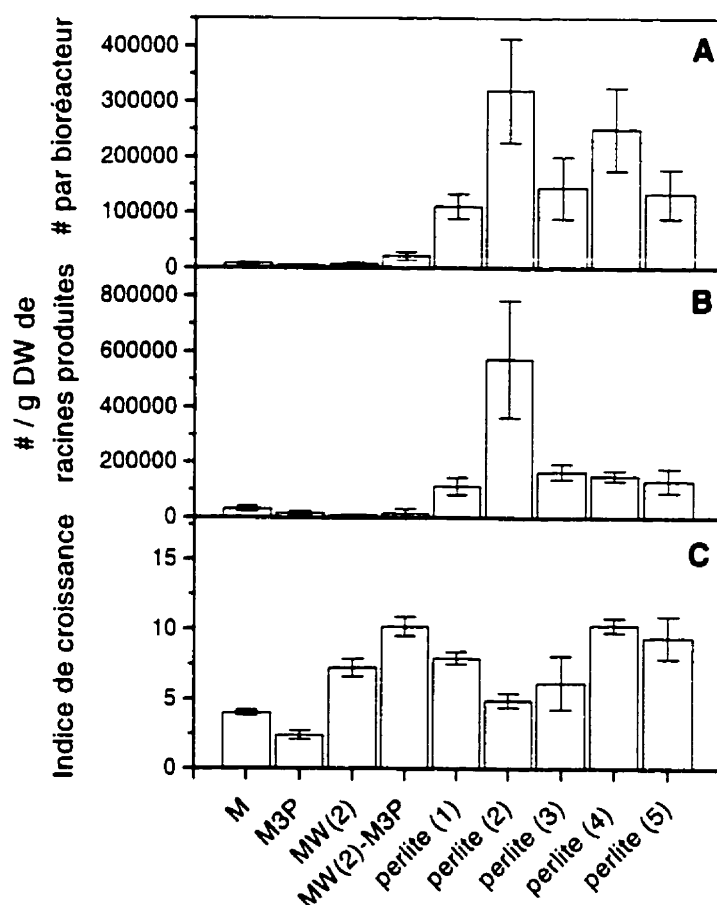 A
# par bioréacteur
400000
300000
200000
100000
0
B
# / g DW de
racines produites
800000
600000
400000
200000
0
C
Indice de croissance
15
10
5
0
M
M3P
MW(2)
MW(2)-M3P
perlite (1)
perlite (2)
perlite (3)
perlite (4)
perlite (5)